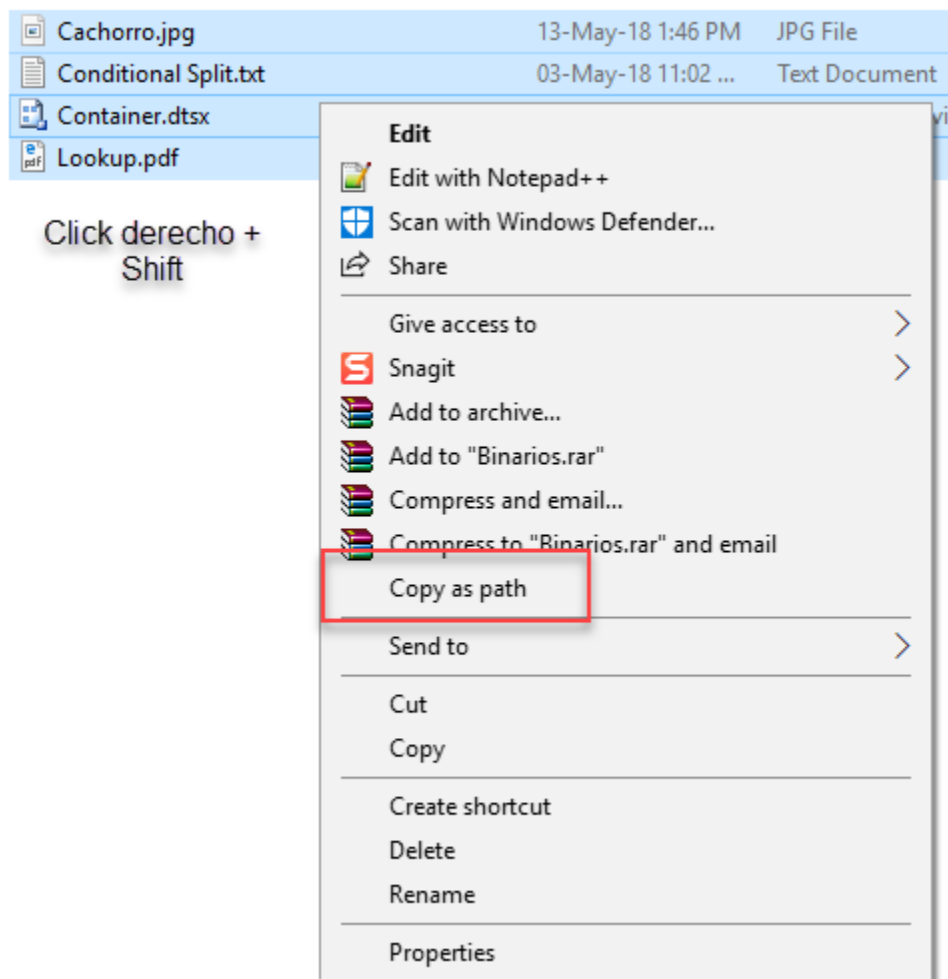 Cachorro.jpg 13-May-18 1:46 PM JPG File
Conditional Split.txt 03-May-18 11:02 ... Text Document
Container.dtsx
Lookup.pdf
Click derecho +
Shift
Edit
Edit with Notepad++
Scan with Windows Defender...
Share
Give access to
Snagit
Add to archive...
Add to "Binarios.rar"
Compress and email...
Compress to "Binarios.rar" and email
Copy as path
Send to
Cut
Copy
Create shortcut
Delete
Rename
Properties